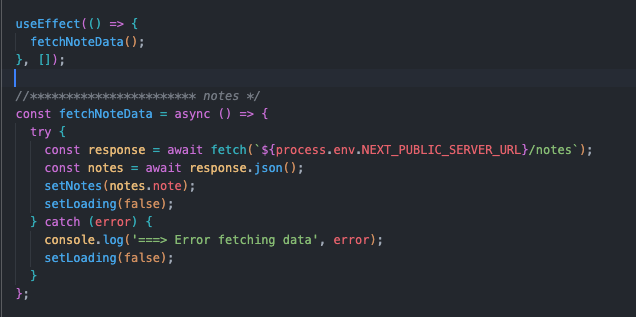 useEffect(() => {
  fetchNoteData();
}, []);
//*********************** notes */
const fetchNoteData = async () => {
  try {
    const response = await fetch(`${process.env.NEXT_PUBLIC_SERVER_URL}/notes`);
    const notes = await response.json();
    setNotes(notes.note);
    setLoading(false);
  } catch (error) {
    console.log('===> Error fetching data', error);
    setLoading(false);
  }
};